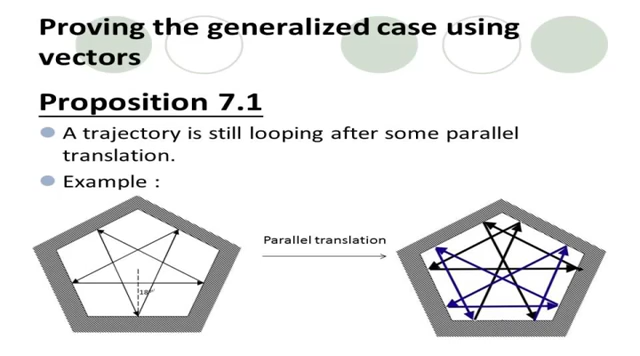 Proving the generalized case using
vectors
Proposition 7.1
A trajectory is still looping after some parallel
translation.
Example :
Parallel translation
18°